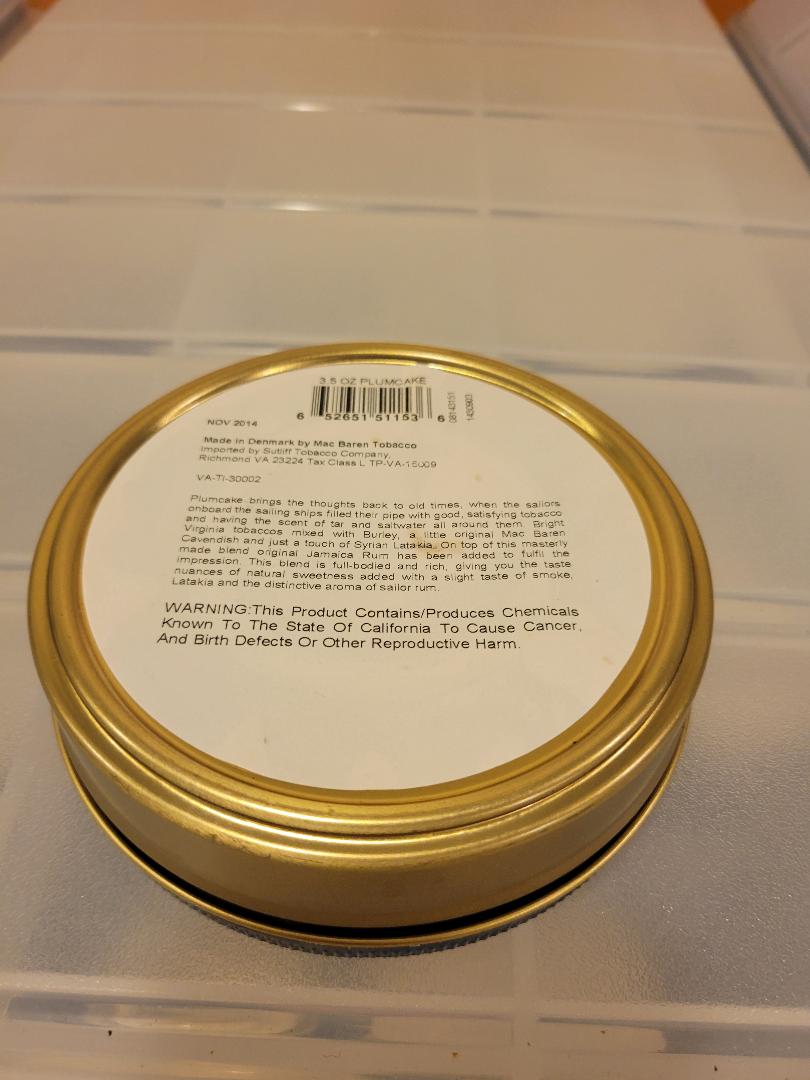 3.5 OZ PLUMCAKE
6 52651 51153 6
08143151
1430903
NOV 2014
Made in Denmark by Mac Baren Tobacco
Imported by Sutliff Tobacco Company,
Richmond VA 23224 Tax Class L TP-VA-15009
VA-TI-30002
Plumcake brings the thoughts back to old times, when the sailors
onboard the sailing ships filled their pipe with good, satisfying tobacco
and having the scent of tar and saltwater all around them. Bright
Virginia tobaccos mixed with Burley, a little original Mac Baren
Cavendish and just a touch of Syrian Latakia. On top of this masterly
made blend original Jamaica Rum has been added to fulfil the
impression. This blend is full-bodied and rich, giving you the taste
nuances of natural sweetness added with a slight taste of smoke,
Latakia and the distinctive aroma of sailor rum.
WARNING:This Product Contains/Produces Chemicals
Known To The State Of California To Cause Cancer,
And Birth Defects Or Other Reproductive Harm.